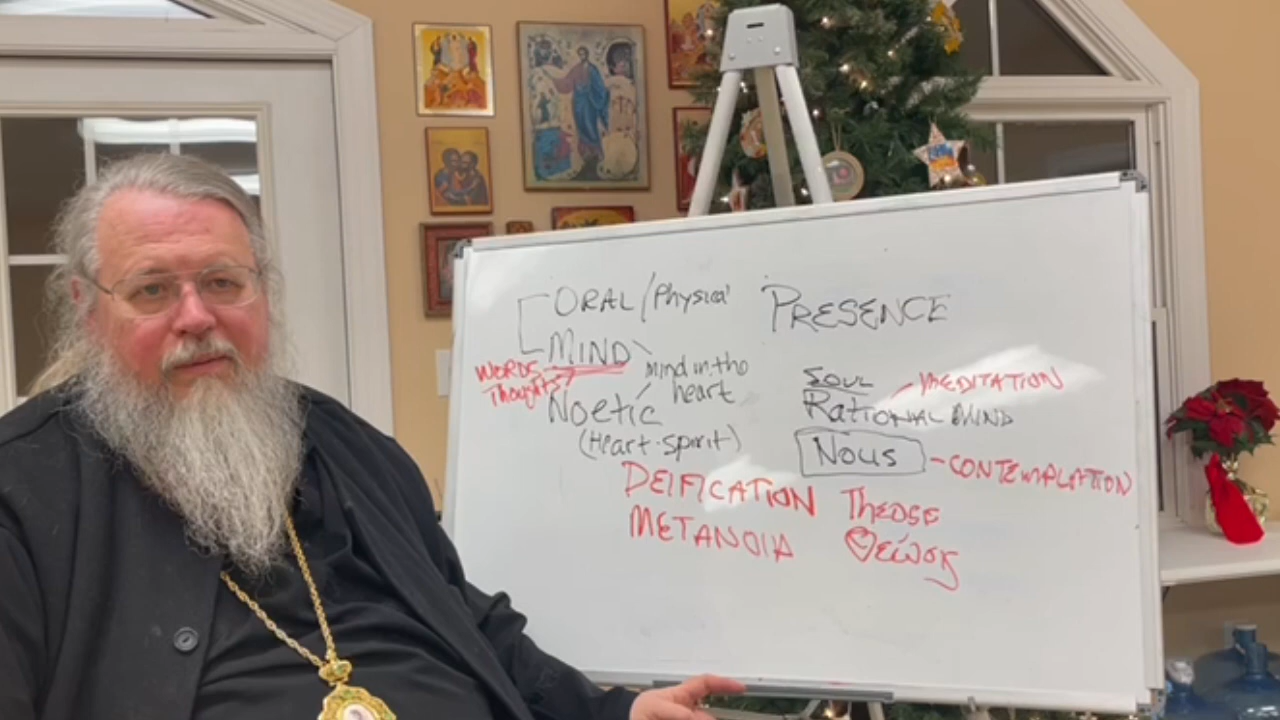 ORAL / Physical PRESENCE
MIND
WORDS
Thoughts
mind in the
heart
Noetic
(Heart-spirit)
SOUL
MEDITATION
RATIONAL MIND
Nous - CONTEMPLATION
DEIFICATION THEOSE
METANOIA Θείωσις